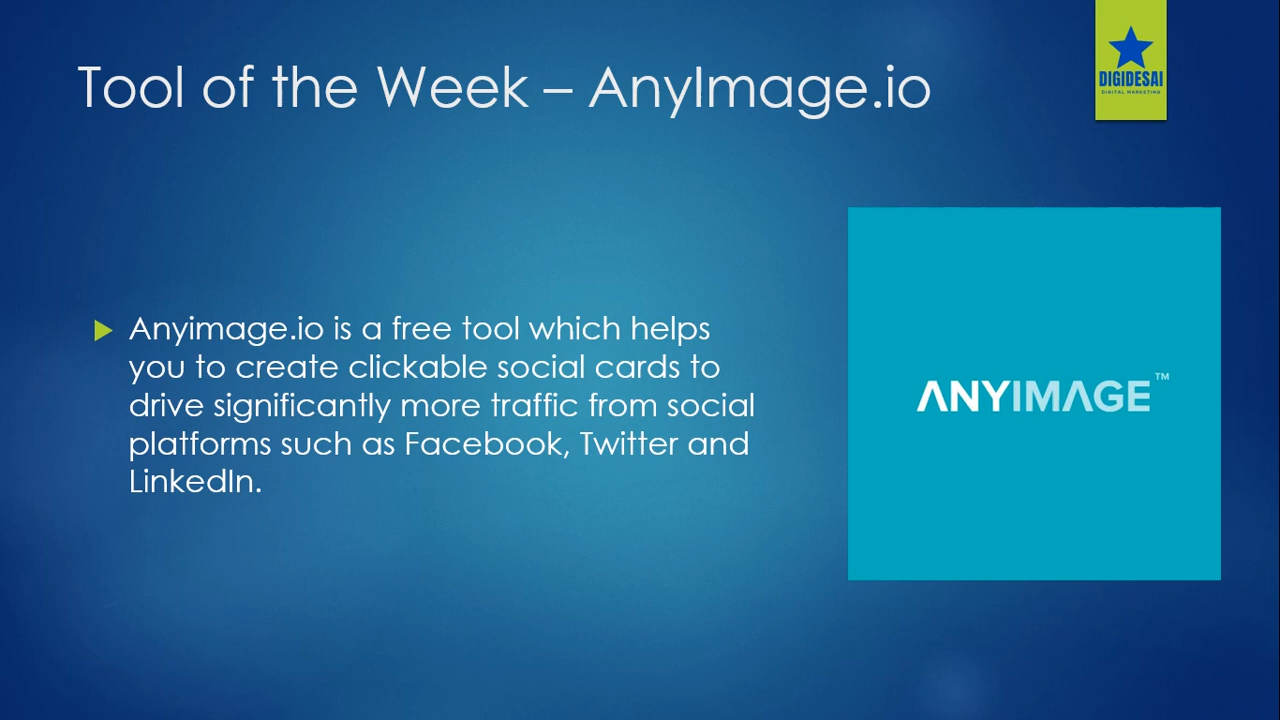 Tool of the Week – AnyImage.io
DIGIDESAI
DIGITAL MARKETING
Anyimage.io is a free tool which helps
you to create clickable social cards to
drive significantly more traffic from social
platforms such as Facebook, Twitter and
LinkedIn.
ANYIMAGE™